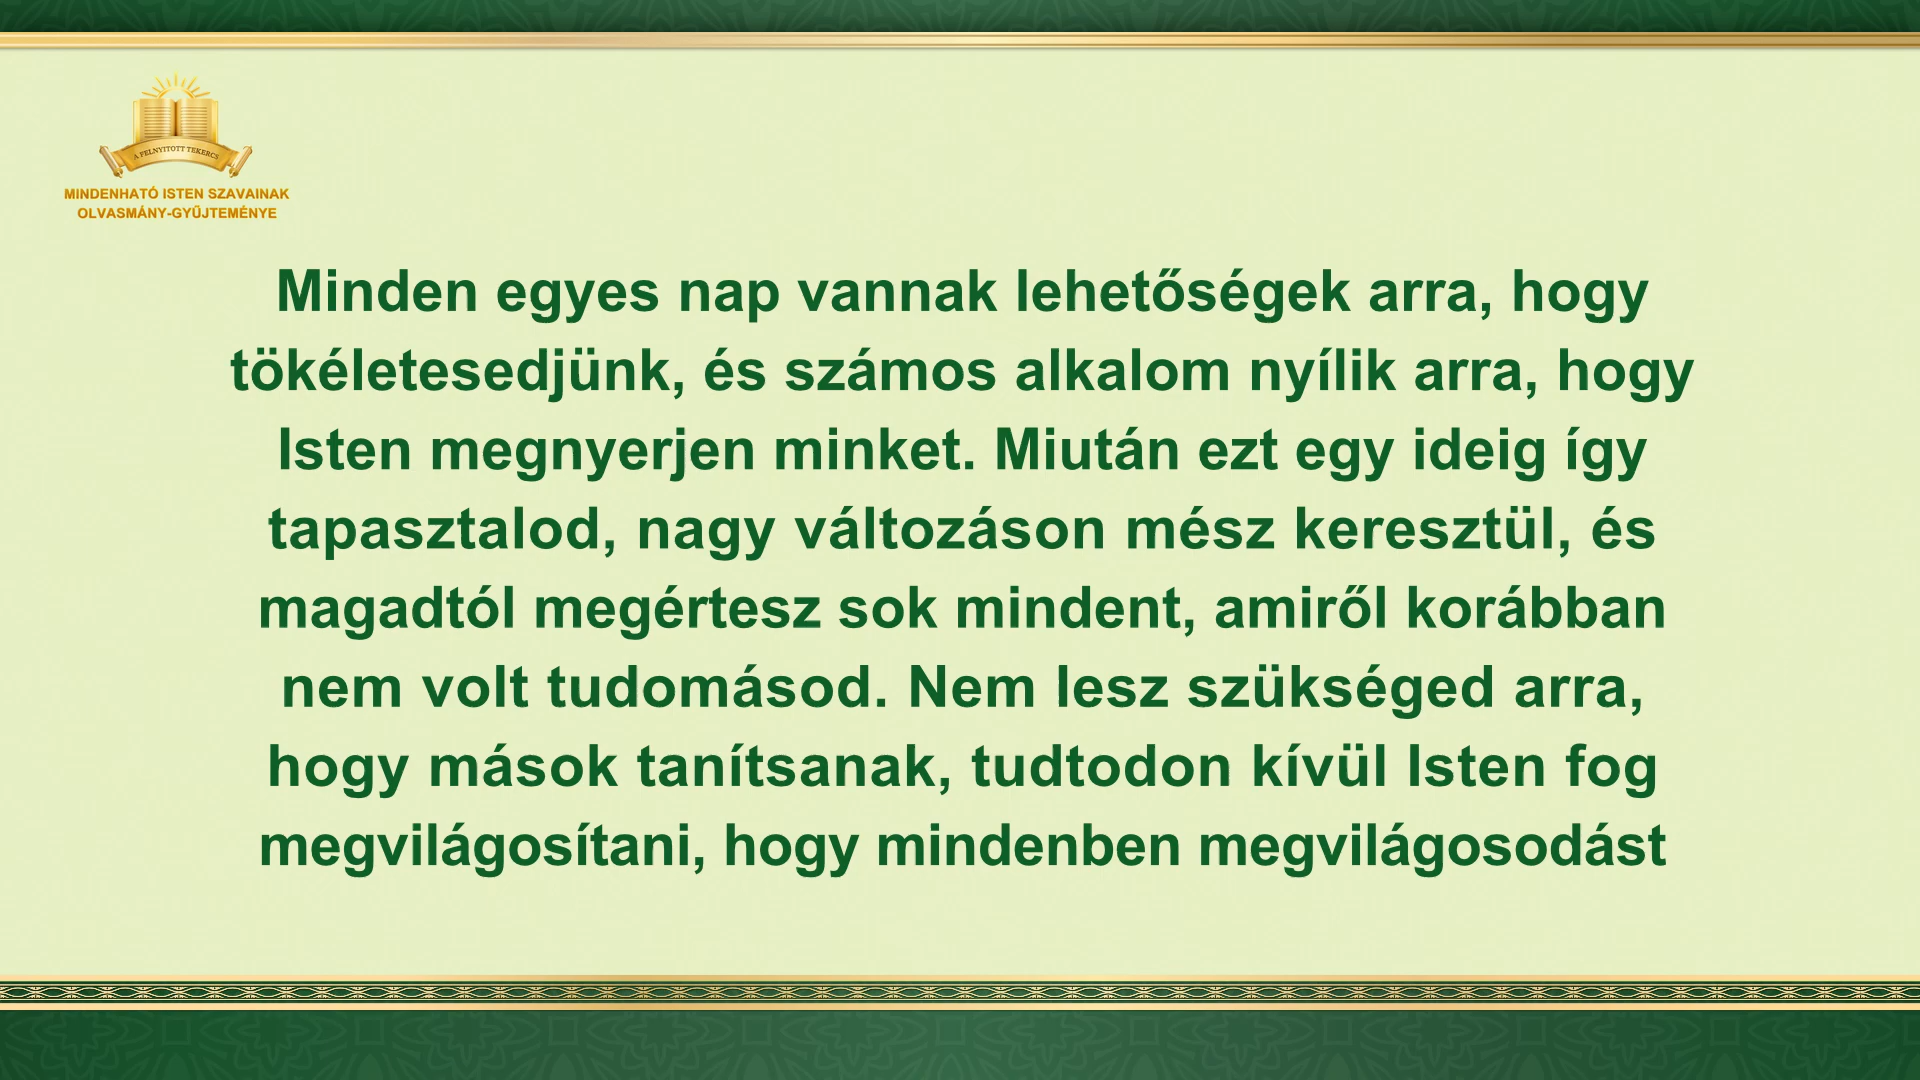 A FELNYITOTT TEKERCS
MINDENHATÓ ISTEN SZAVAINAK
OLVASMÁNY-GYŰJTEMÉNYE
Minden egyes nap vannak lehetőségek arra, hogy
tökéletesedjünk, és számos alkalom nyílik arra, hogy
Isten megnyerjen minket. Miután ezt egy ideig így
tapasztalod, nagy változáson mész keresztül, és
magadtól megértesz sok mindent, amiről korábban
nem volt tudomásod. Nem lesz szükséged arra,
hogy mások tanítsanak, tudtodon kívül Isten fog
megvilágosítani, hogy mindenben megvilágosodást